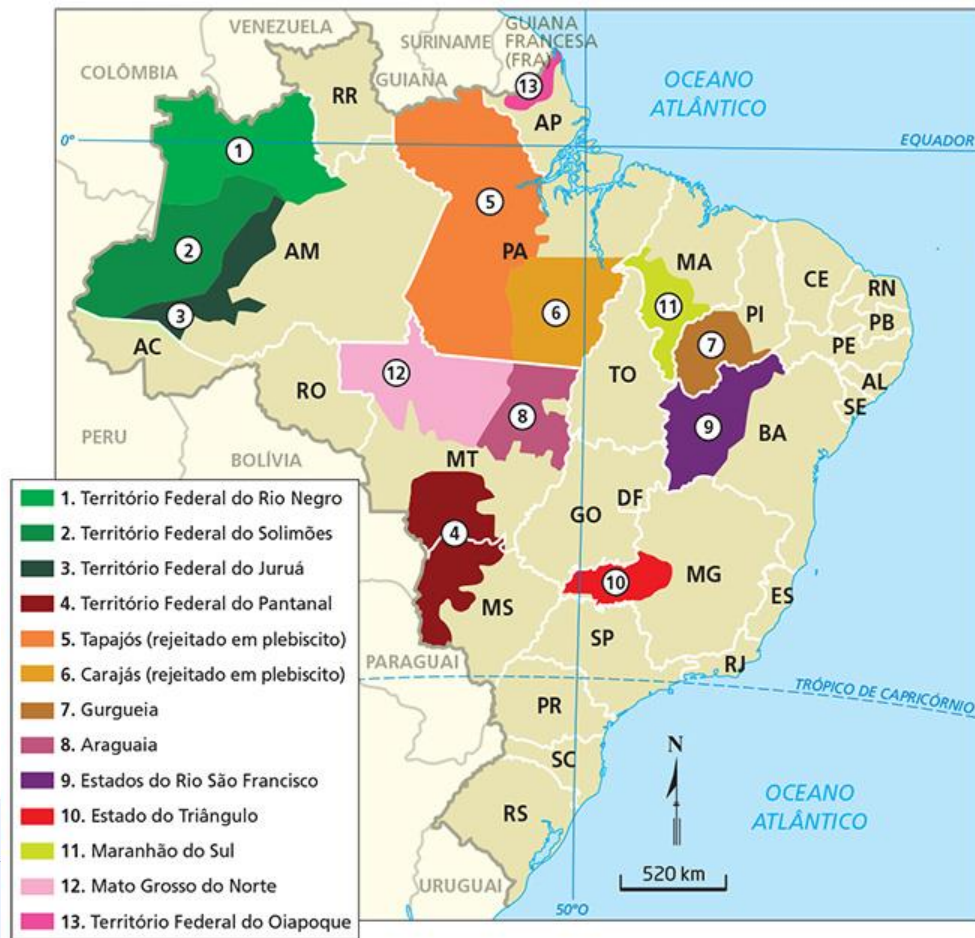 VENEZUELA
SURINAME
GUIANA
FRANCESA
(FRA)
COLÔMBIA
GUIANA
OCEANO
ATLÂNTICO
RR
13
AP
0°
EQUADOR
1
5
2
AM
PA
MA
CE
RN
6
11
PI
PB
3
7
PE
AC
12
TO
AL
RO
8
SE
9
BA
PERU
BOLÍVIA
MT
DF
GO
4
MG
10
MS
ES
SP
PARAGUAI
RJ
TRÓPICO DE CAPRICÓRNIO
PR
N
SC
OCEANO
ATLÂNTICO
RS
520 km
URUGUAI
50°O
1. Território Federal do Rio Negro
2. Território Federal do Solimões
3. Território Federal do Juruá
4. Território Federal do Pantanal
5. Tapajós (rejeitado em plebiscito)
6. Carajás (rejeitado em plebiscito)
7. Gurgueia
8. Araguaia
9. Estados do Rio São Francisco
10. Estado do Triângulo
11. Maranhão do Sul
12. Mato Grosso do Norte
13. Território Federal do Oiapoque